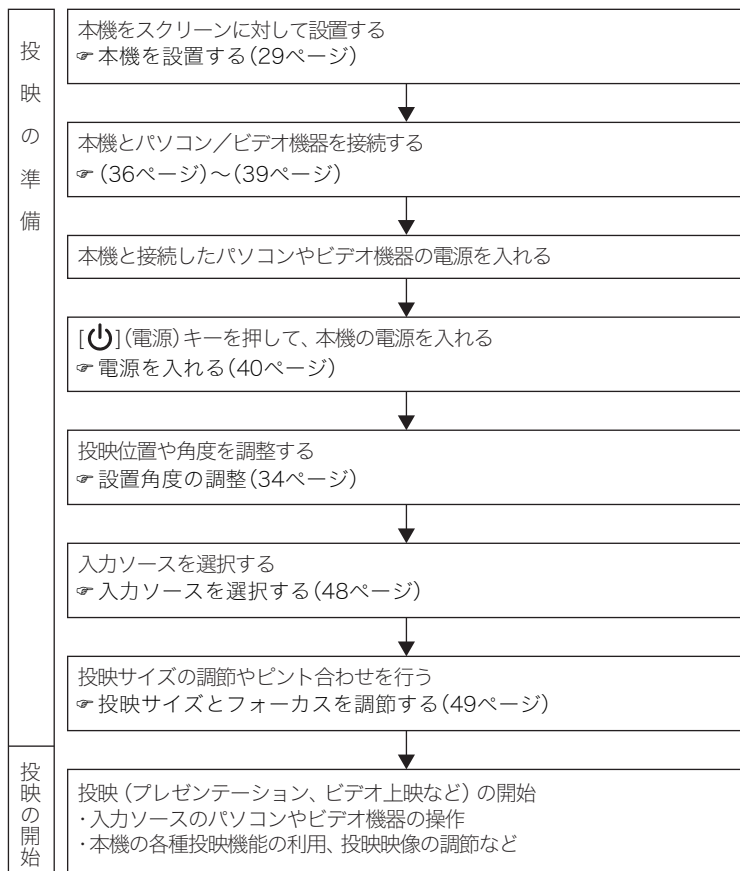 投映の準備
本機をスクリーンに対して設置する
☞本機を設置する(29ページ)
本機とパソコン／ビデオ機器を接続する
☞(36ページ)～(39ページ)
本機と接続したパソコンやビデオ機器の電源を入れる
[⏻](電源)キーを押して、本機の電源を入れる
☞電源を入れる(40ページ)
投映位置や角度を調整する
☞設置角度の調整(34ページ)
入力ソースを選択する
☞入力ソースを選択する(48ページ)
投映サイズの調節やピント合わせを行う
☞投映サイズとフォーカスを調節する(49ページ)
投映の開始
投映（プレゼンテーション、ビデオ上映など）の開始
・入力ソースのパソコンやビデオ機器の操作
・本機の各種投映機能の利用、投映映像の調節など